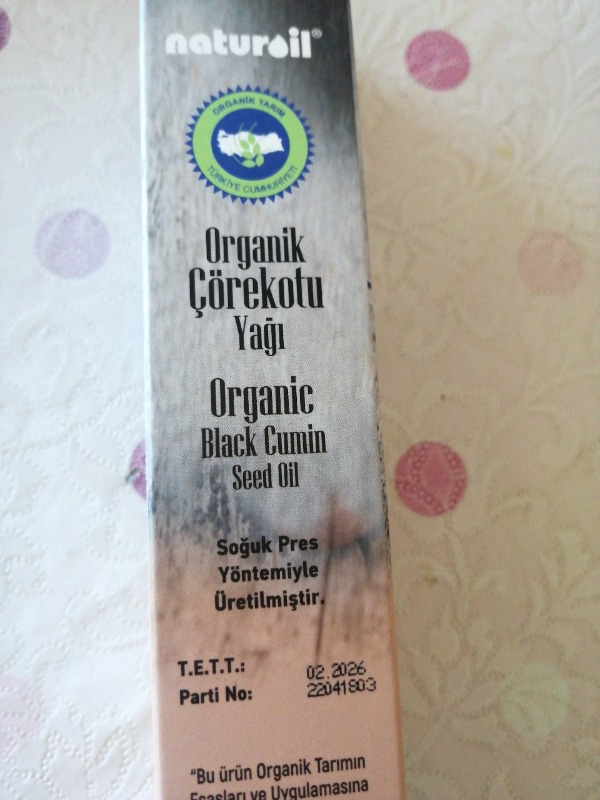 naturoil®
ORGANİK TARIM
TÜRKİYE CUMHURİYETİ
Organik
Çörekotu
Yağı
Organic
Black Cumin
Seed Oil
Soğuk Pres
Yöntemiyle
Üretilmiştir.
T.E.T.T.: 02.2026
Parti No: 22041803
"Bu ürün Organik Tarımın
Esasları ve Uygulamasına